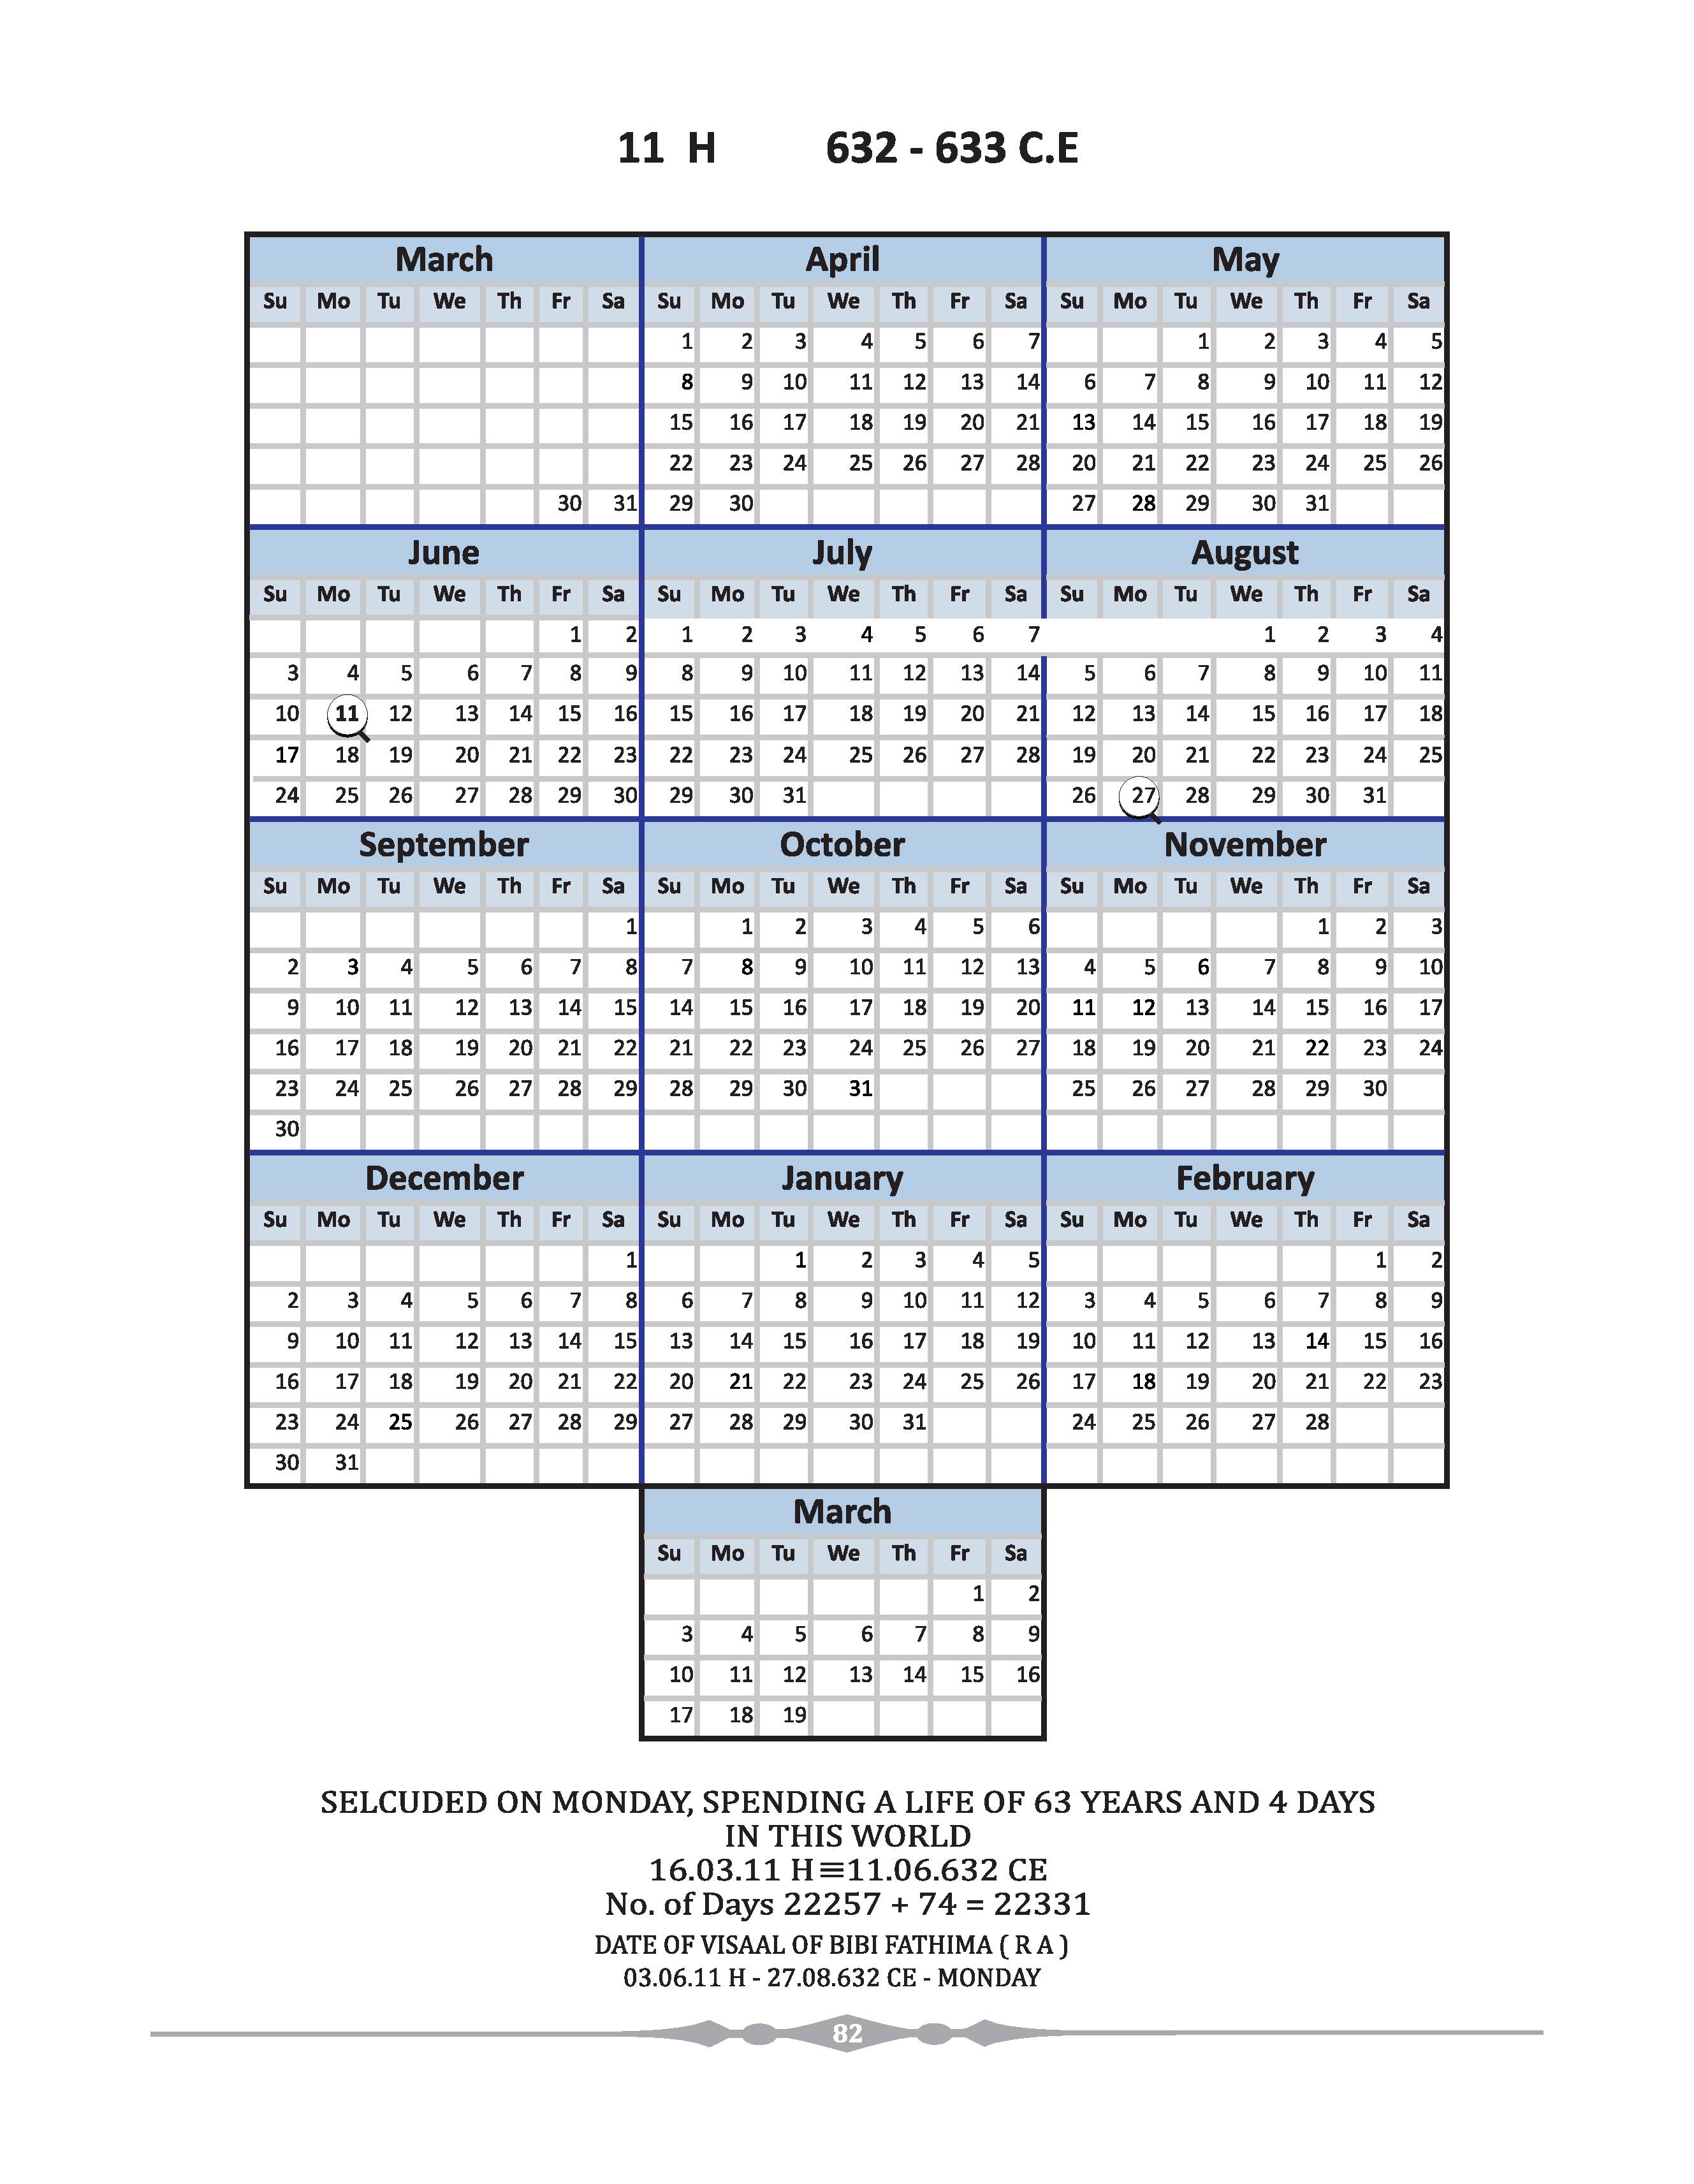 11 H 632 - 633 C.E
March April May
Su Mo Tu We Th Fr Sa Su Mo Tu We Th Fr Sa Su Mo Tu We Th Fr Sa
1 2 3 4 5 6 7 1 2 3 4 5
8 9 10 11 12 13 14 6 7 8 9 10 11 12
15 16 17 18 19 20 21 13 14 15 16 17 18 19
22 23 24 25 26 27 28 20 21 22 23 24 25 26
30 31 29 30 27 28 29 30 31
June July August
Su Mo Tu We Th Fr Sa Su Mo Tu We Th Fr Sa Su Mo Tu We Th Fr Sa
1 2 1 2 3 4 5 6 7 1 2 3 4
3 4 5 6 7 8 9 8 9 10 11 12 13 14 5 6 7 8 9 10 11
10 11 12 13 14 15 16 15 16 17 18 19 20 21 12 13 14 15 16 17 18
17 18 19 20 21 22 23 22 23 24 25 26 27 28 19 20 21 22 23 24 25
24 25 26 27 28 29 30 29 30 31 26 27 28 29 30 31
September October November
Su Mo Tu We Th Fr Sa Su Mo Tu We Th Fr Sa Su Mo Tu We Th Fr Sa
1 1 2 3 4 5 6 1 2 3
2 3 4 5 6 7 8 7 8 9 10 11 12 13 4 5 6 7 8 9 10
9 10 11 12 13 14 15 14 15 16 17 18 19 20 11 12 13 14 15 16 17
16 17 18 19 20 21 22 21 22 23 24 25 26 27 18 19 20 21 22 23 24
23 24 25 26 27 28 29 28 29 30 31 25 26 27 28 29 30
30
December January February
Su Mo Tu We Th Fr Sa Su Mo Tu We Th Fr Sa Su Mo Tu We Th Fr Sa
1 1 2 3 4 5 1 2
2 3 4 5 6 7 8 6 7 8 9 10 11 12 3 4 5 6 7 8 9
9 10 11 12 13 14 15 13 14 15 16 17 18 19 10 11 12 13 14 15 16
16 17 18 19 20 21 22 20 21 22 23 24 25 26 17 18 19 20 21 22 23
23 24 25 26 27 28 29 27 28 29 30 31 24 25 26 27 28
30 31
March
Su Mo Tu We Th Fr Sa
1 2
3 4 5 6 7 8 9
10 11 12 13 14 15 16
17 18 19
SELCUDED ON MONDAY, SPENDING A LIFE OF 63 YEARS AND 4 DAYS
IN THIS WORLD
16.03.11 H≡11.06.632 CE
No. of Days 22257 + 74 = 22331
DATE OF VISAAL OF BIBI FATHIMA ( R A )
03.06.11 H - 27.08.632 CE - MONDAY
82